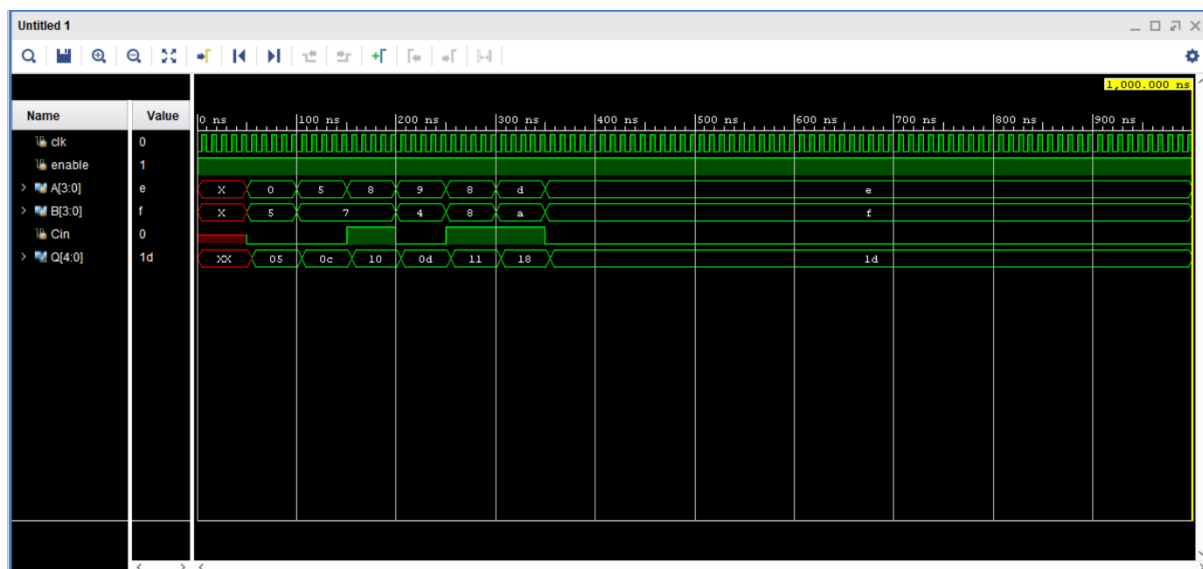 Untitled 1
1,000.000 ns
Name Value
0 ns 100 ns 200 ns 300 ns 400 ns 500 ns 600 ns 700 ns 800 ns 900 ns
clk 0
enable 1
A[3:0] e X 0 5 8 9 8 d e
B[3:0] f X 5 7 4 8 a f
Cin 0
Q[4:0] 1d XX 05 0c 10 0d 11 18 1d